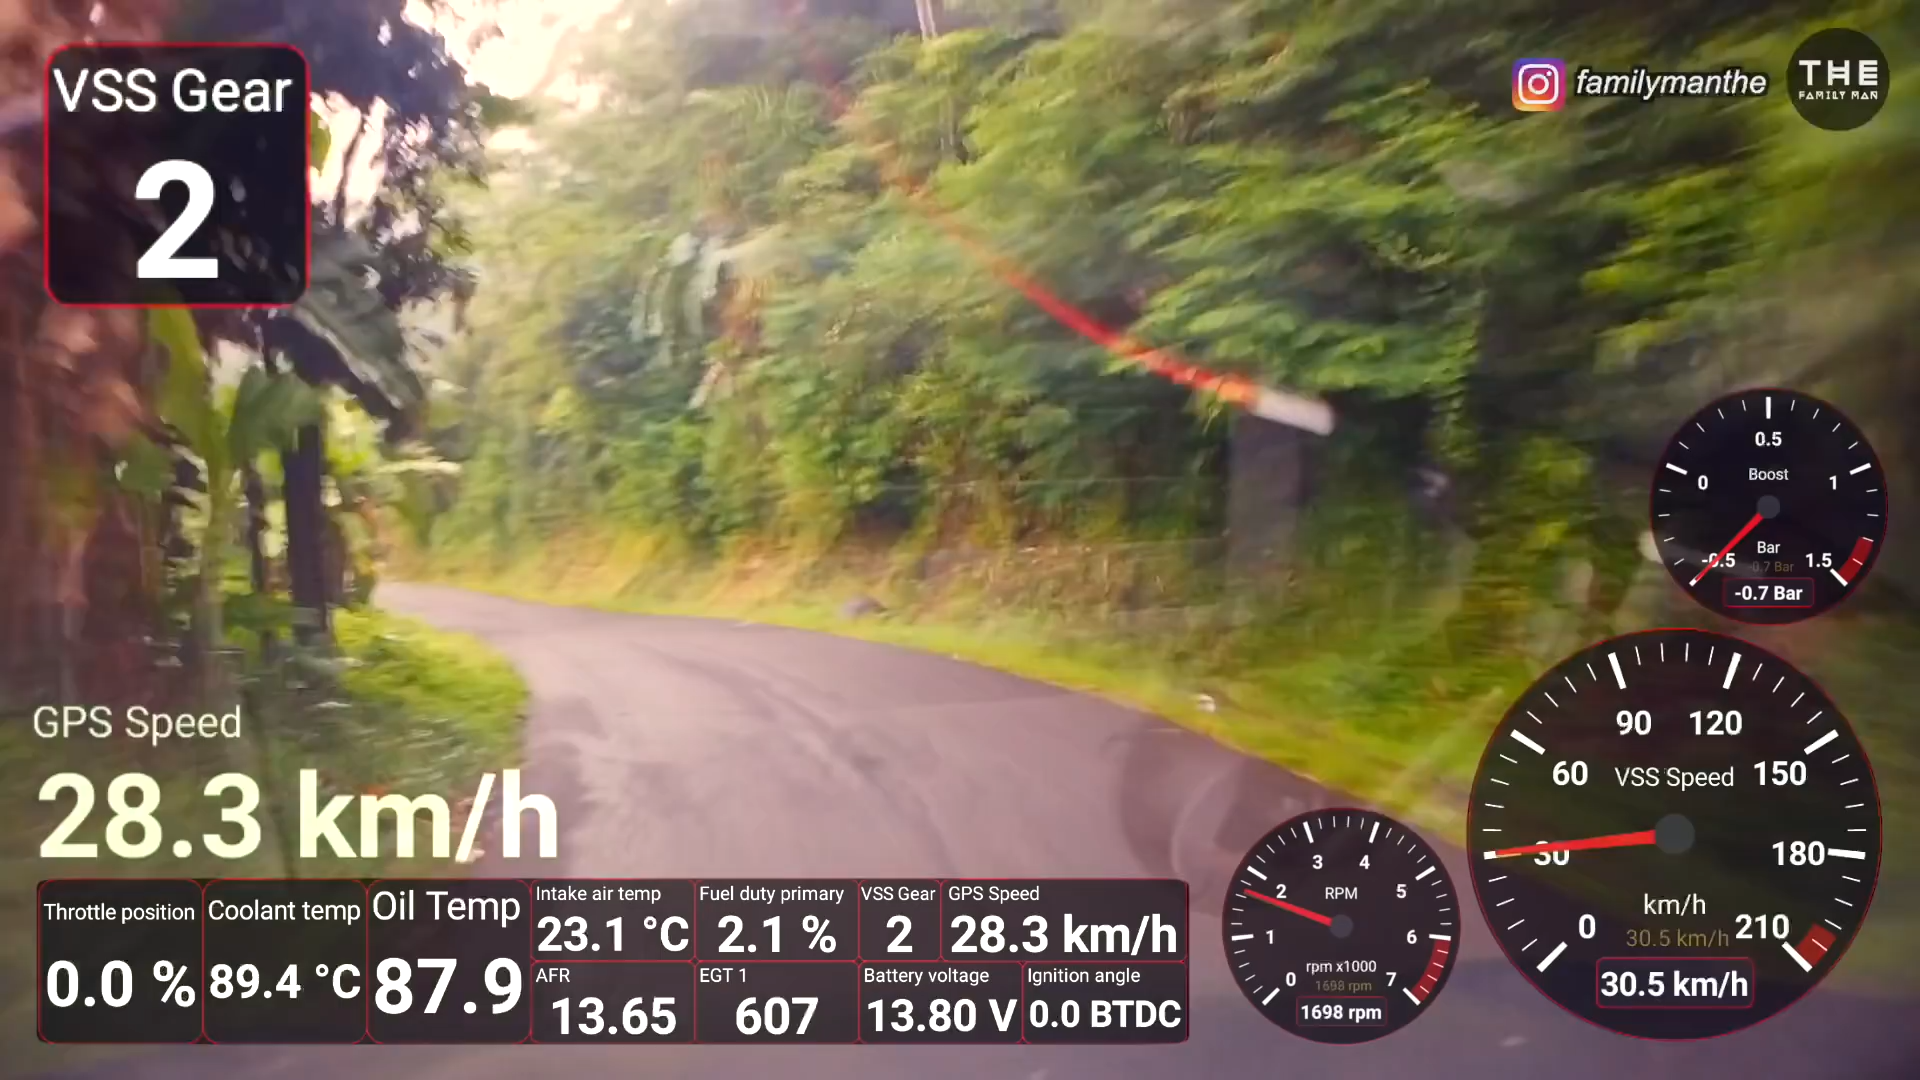 VSS Gear
2
familymanthe
THE
FAMILY MAN
0.5
0
Boost
1
-0.5
Bar
1.5
-0.7 Bar
-0.7 Bar
GPS Speed
28.3 km/h
90 120
60 VSS Speed 150
30 180
km/h
0 30.5 km/h 210
30.5 km/h
3 4
2 RPM 5
1 6
rpm x1000
0 1698 rpm 7
1698 rpm
Throttle position
0.0 %
Coolant temp
89.4 °C
Oil Temp
87.9
Intake air temp
23.1 °C
Fuel duty primary
2.1 %
VSS Gear
2
GPS Speed
28.3 km/h
AFR
13.65
EGT 1
607
Battery voltage
13.80 V
Ignition angle
0.0 BTDC